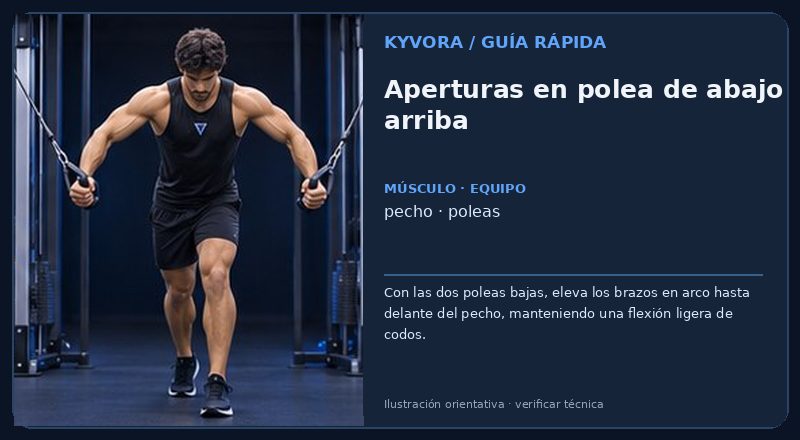 KYVORA / GUÍA RÁPIDA
Aperturas en polea de abajo
arriba
MÚSCULO · EQUIPO
pecho · poleas
Con las dos poleas bajas, eleva los brazos en arco hasta
delante del pecho, manteniendo una flexión ligera de
codos.
Ilustración orientativa · verificar técnica